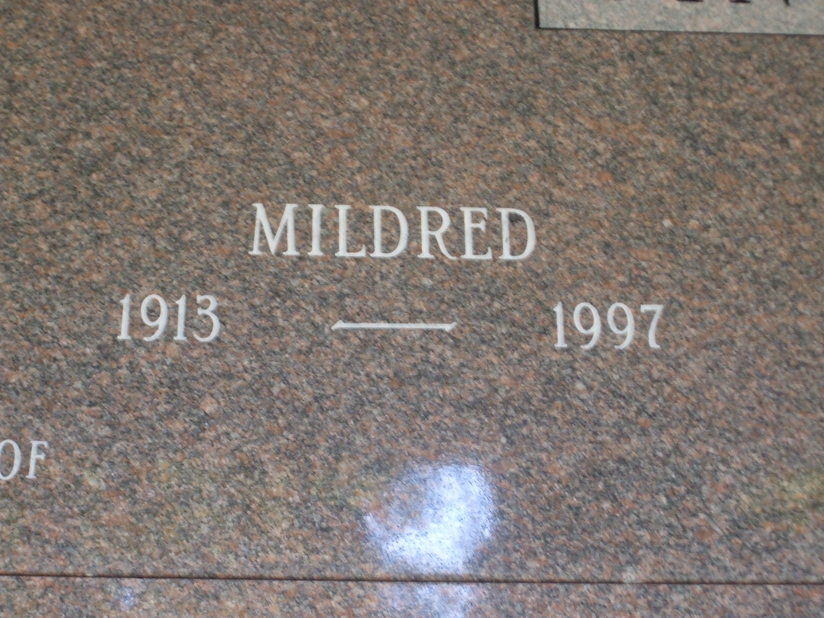 MILDRED
1913 — 1997
OF